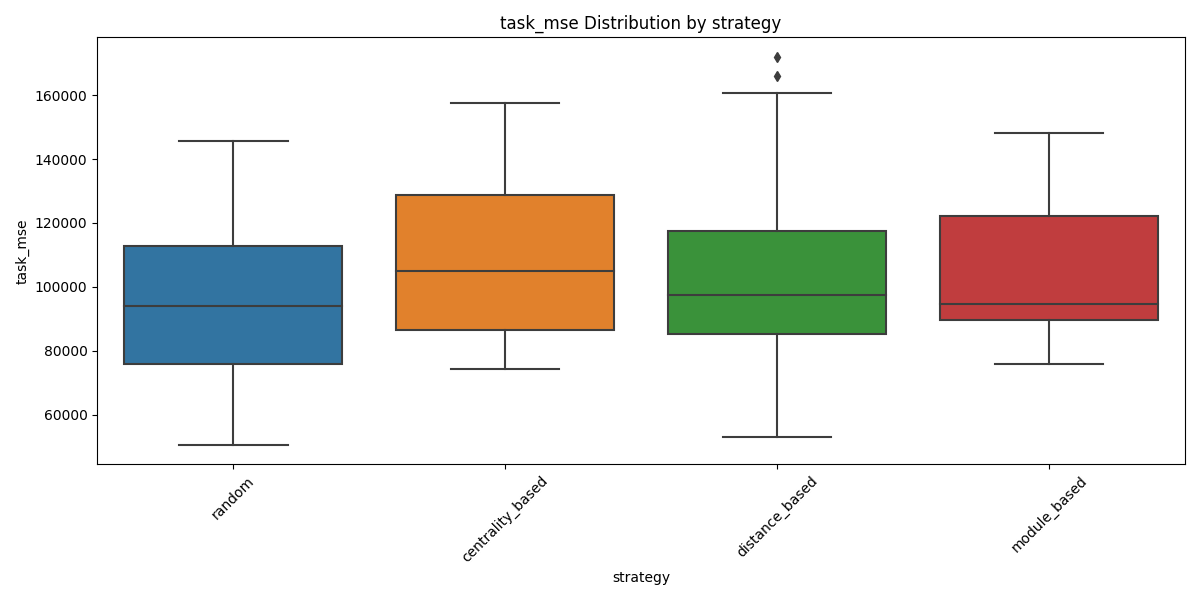 task_mse Distribution by strategy
task_mse
160000
140000
120000
100000
80000
60000
random
centrality_based
distance_based
module_based
strategy